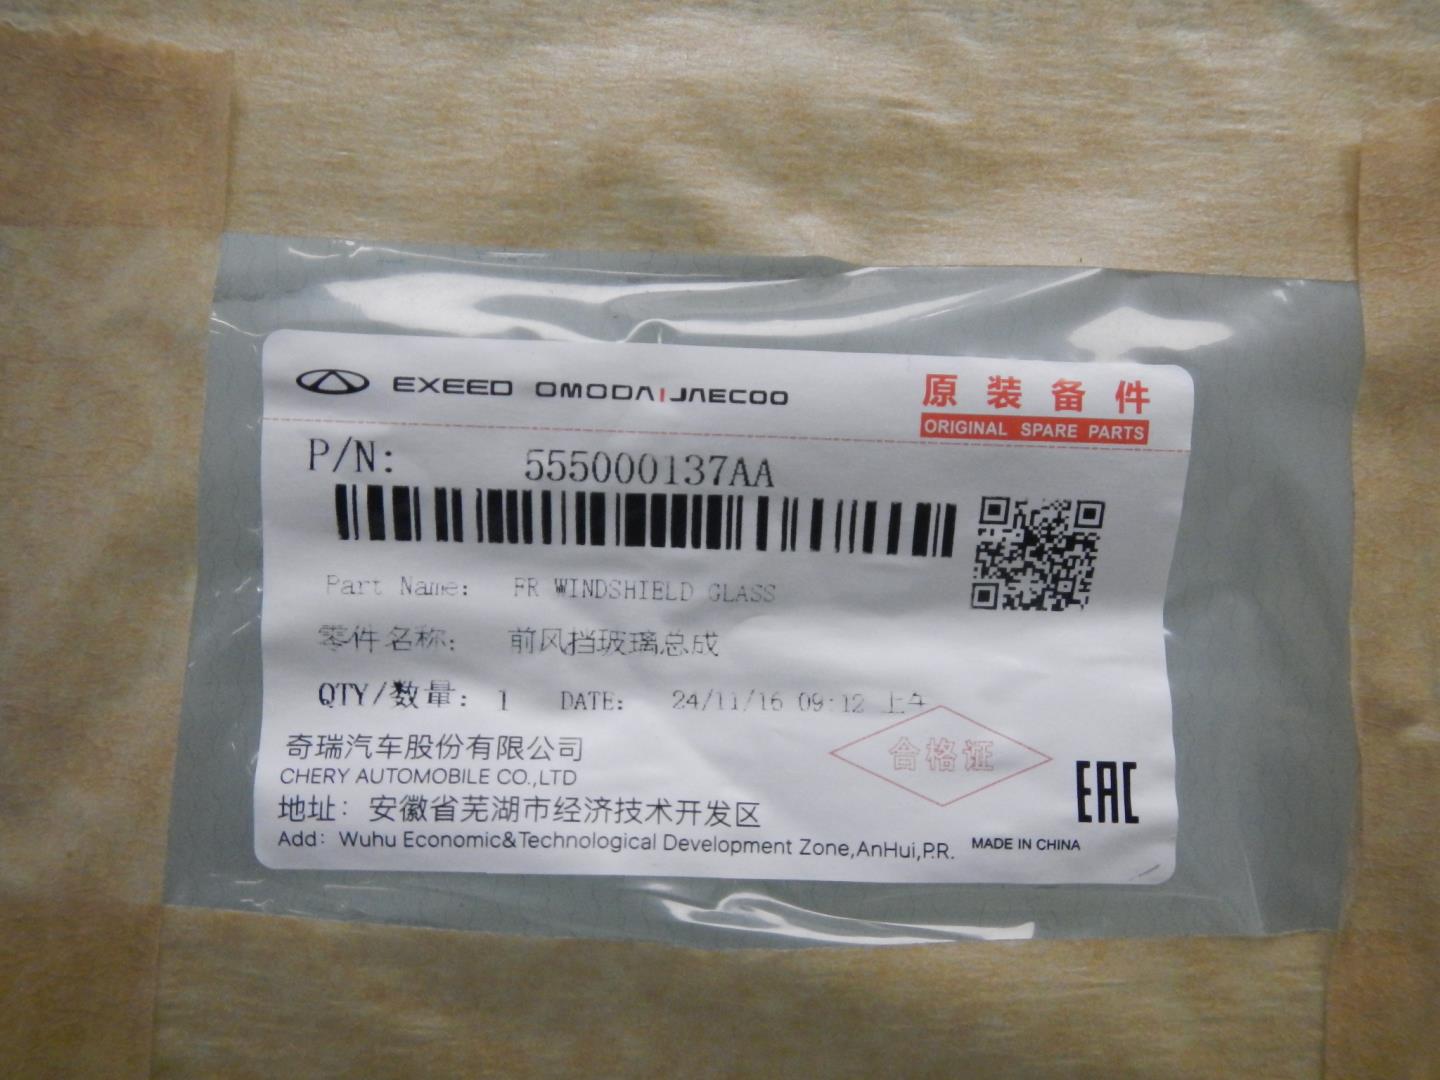 EXEED OMODA|JAECOO
原装备件
ORIGINAL SPARE PARTS
P/N: 555000137AA
Part Name: FR WINDSHIELD GLASS
零件名称: 前风挡玻璃总成
QTY/数量: 1 DATE: 24/11/16 09:12 上午
合格证
奇瑞汽车股份有限公司
CHERY AUTOMOBILE CO.,LTD
EAC
地址: 安徽省芜湖市经济技术开发区
Add: Wuhu Economic&Technological Development Zone,AnHui,P.R.
MADE IN CHINA